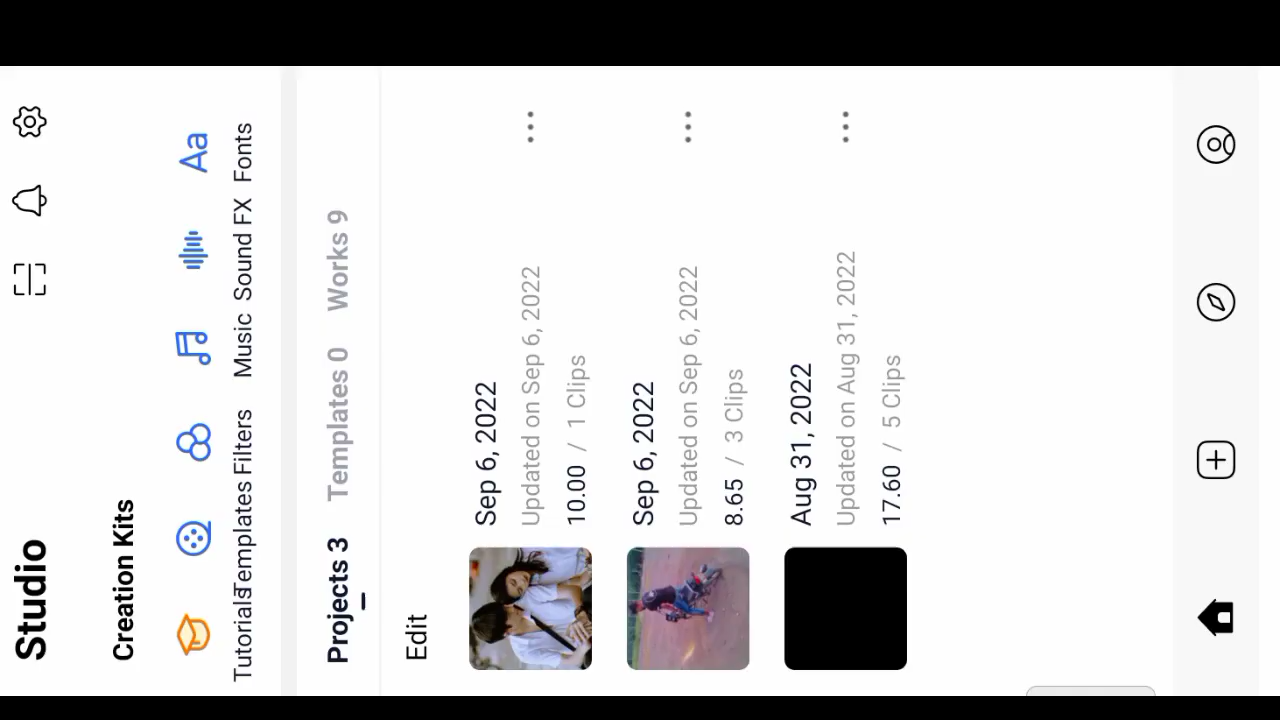 Studio
Creation Kits
Tutorials Templates Filters Music Sound FX Fonts
Projects 3 Templates 0 Works 9
Edit
Sep 6, 2022
Updated on Sep 6, 2022
10.00 / 1 Clips
Sep 6, 2022
Updated on Sep 6, 2022
8.65 / 3 Clips
Aug 31, 2022
Updated on Aug 31, 2022
17.60 / 5 Clips